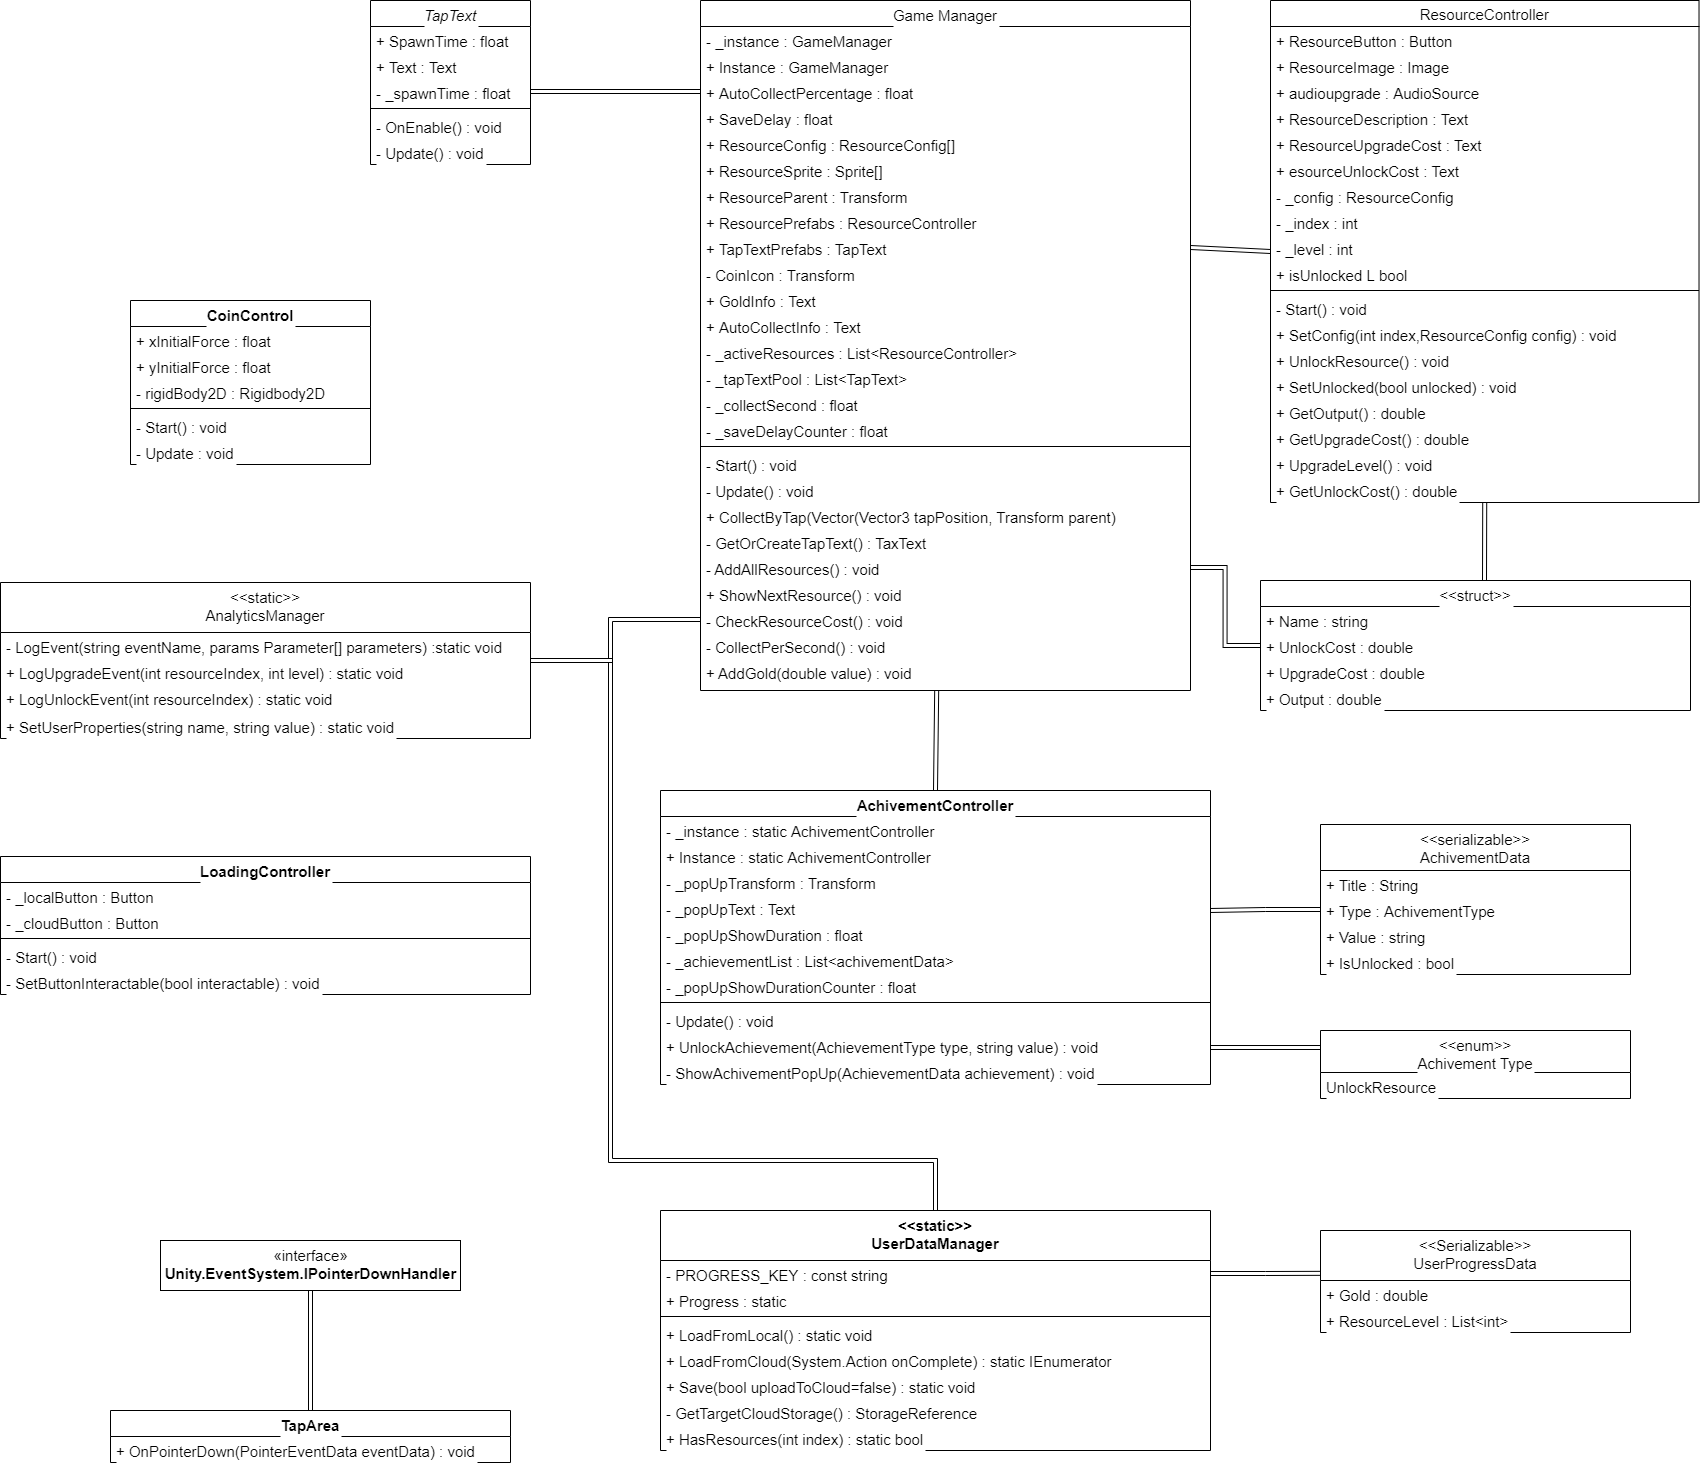 TapText
+ SpawnTime : float
+ Text : Text
- _spawnTime : float
- OnEnable() : void
- Update() : void
Game Manager
- _instance : GameManager
+ Instance : GameManager
+ AutoCollectPercentage : float
+ SaveDelay : float
+ ResourceConfig : ResourceConfig[]
+ ResourceSprite : Sprite[]
+ ResourceParent : Transform
+ ResourcePrefabs : ResourceController
+ TapTextPrefabs : TapText
- CoinIcon : Transform
+ GoldInfo : Text
+ AutoCollectInfo : Text
- _activeResources : List<ResourceController>
- _tapTextPool : List<TapText>
- _collectSecond : float
- _saveDelayCounter : float
- Start() : void
- Update() : void
+ CollectByTap(Vector(Vector3 tapPosition, Transform parent)
- GetOrCreateTapText() : TaxText
- AddAllResources() : void
+ ShowNextResource() : void
- CheckResourceCost() : void
- CollectPerSecond() : void
+ AddGold(double value) : void
ResourceController
+ ResourceButton : Button
+ ResourceImage : Image
+ audioupgrade : AudioSource
+ ResourceDescription : Text
+ ResourceUpgradeCost : Text
+ esourceUnlockCost : Text
- _config : ResourceConfig
- _index : int
- _level : int
+ isUnlocked L bool
- Start() : void
+ SetConfig(int index,ResourceConfig config) : void
+ UnlockResource() : void
+ SetUnlocked(bool unlocked) : void
+ GetOutput() : double
+ GetUpgradeCost() : double
+ UpgradeLevel() : void
+ GetUnlockCost() : double
CoinControl
+ xInitialForce : float
+ yInitialForce : float
- rigidBody2D : Rigidbody2D
- Start() : void
- Update : void
<<static>>
AnalyticsManager
- LogEvent(string eventName, params Parameter[] parameters) :static void
+ LogUpgradeEvent(int resourceIndex, int level) : static void
+ LogUnlockEvent(int resourceIndex) : static void
+ SetUserProperties(string name, string value) : static void
<<struct>>
+ Name : string
+ UnlockCost : double
+ UpgradeCost : double
+ Output : double
LoadingController
- _localButton : Button
- _cloudButton : Button
- Start() : void
- SetButtonInteractable(bool interactable) : void
AchivementController
- _instance : static AchivementController
+ Instance : static AchivementController
- _popUpTransform : Transform
- _popUpText : Text
- _popUpShowDuration : float
- _achievementList : List<achivementData>
- _popUpShowDurationCounter : float
- Update() : void
+ UnlockAchievement(AchievementType type, string value) : void
- ShowAchivementPopUp(AchievementData achievement) : void
<<serializable>>
AchivementData
+ Title : String
+ Type : AchivementType
+ Value : string
+ IsUnlocked : bool
<<enum>>
Achivement Type
UnlockResource
«interface»
Unity.EventSystem.IPointerDownHandler
TapArea
+ OnPointerDown(PointerEventData eventData) : void
<<static>>
UserDataManager
- PROGRESS_KEY : const string
+ Progress : static
+ LoadFromLocal() : static void
+ LoadFromCloud(System.Action onComplete) : static IEnumerator
+ Save(bool uploadToCloud=false) : static void
- GetTargetCloudStorage() : StorageReference
+ HasResources(int index) : static bool
<<Serializable>>
UserProgressData
+ Gold : double
+ ResourceLevel : List<int>